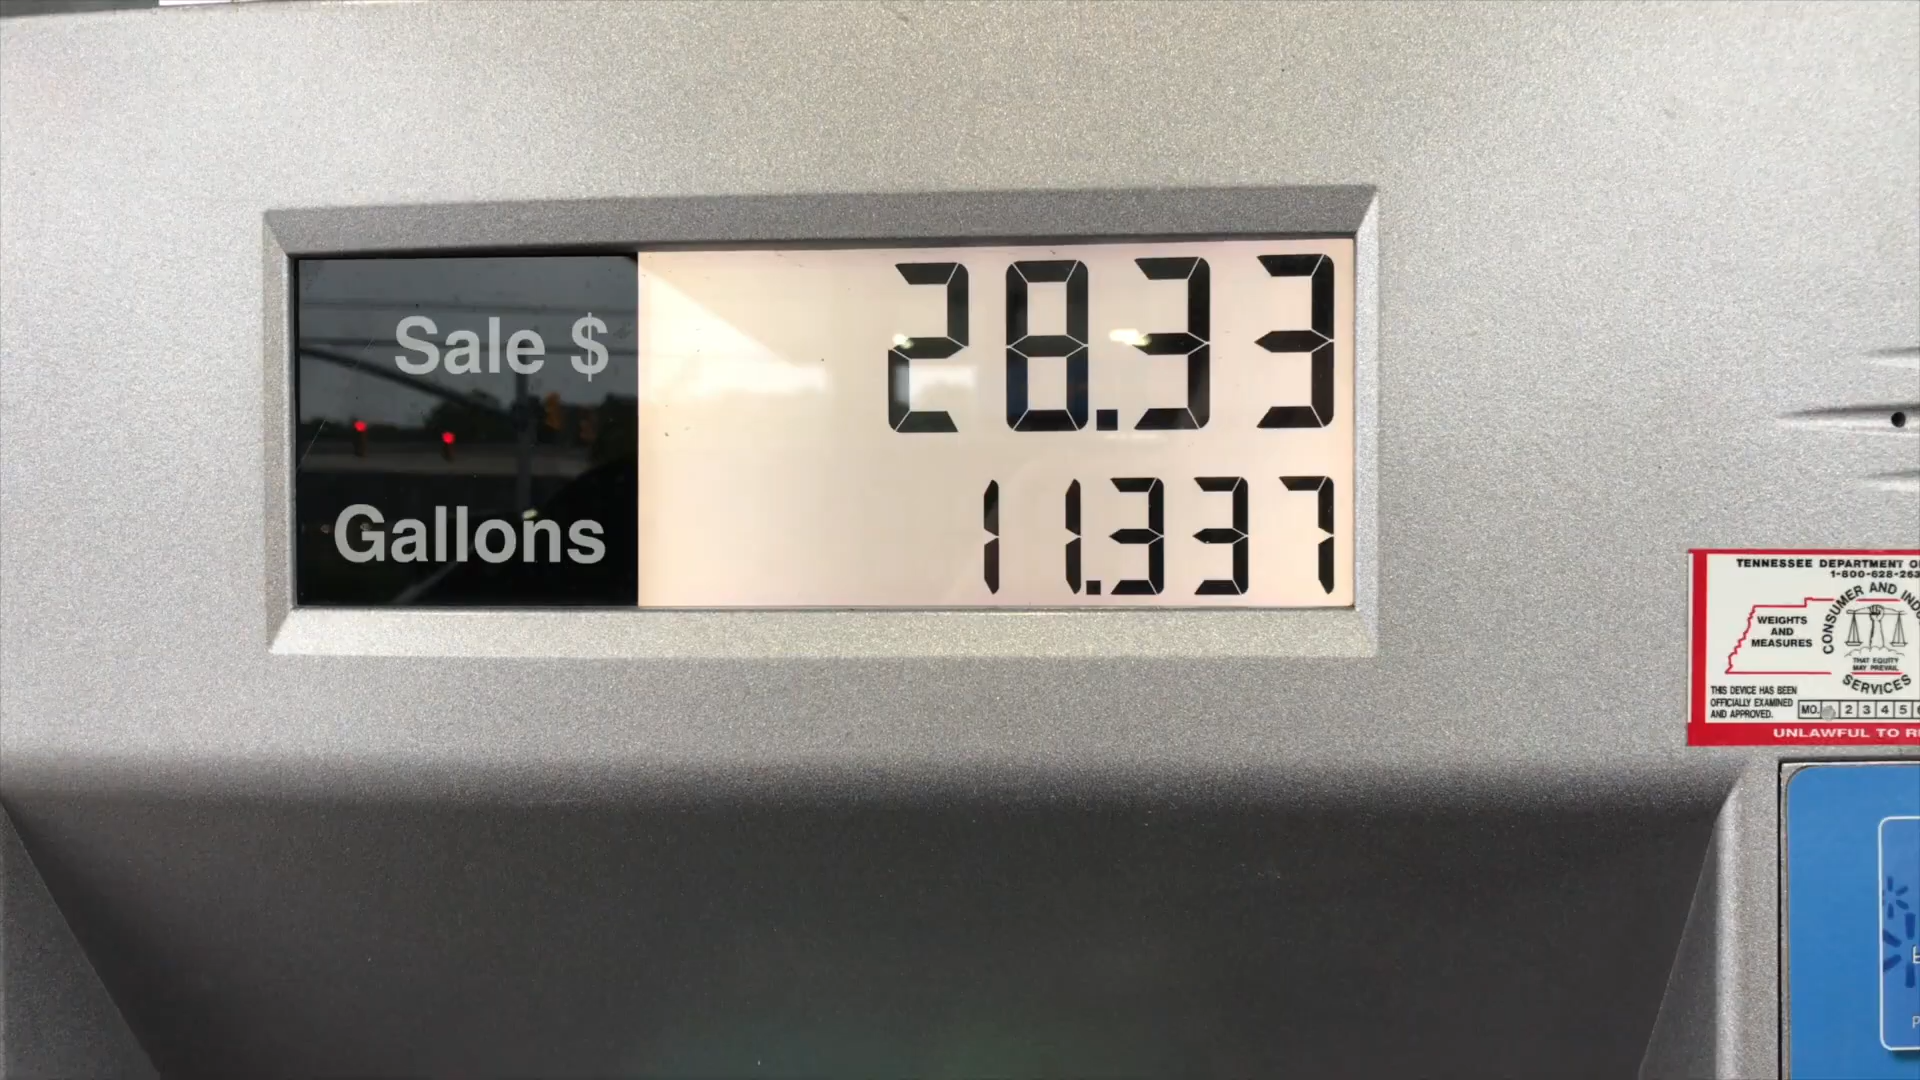 Sale $ 28.33
Gallons 11.337
TENNESSEE DEPARTMENT
1-800-628-263
CONSUMER AND
WEIGHTS
AND
MEASURES
THAT EQUITY
MAY PREVAIL
SERVICES
THIS DEVICE HAS BEEN
OFFICIALLY EXAMINED
AND APPROVED.
MO. 2 3 4 5
UNLAWFUL TO